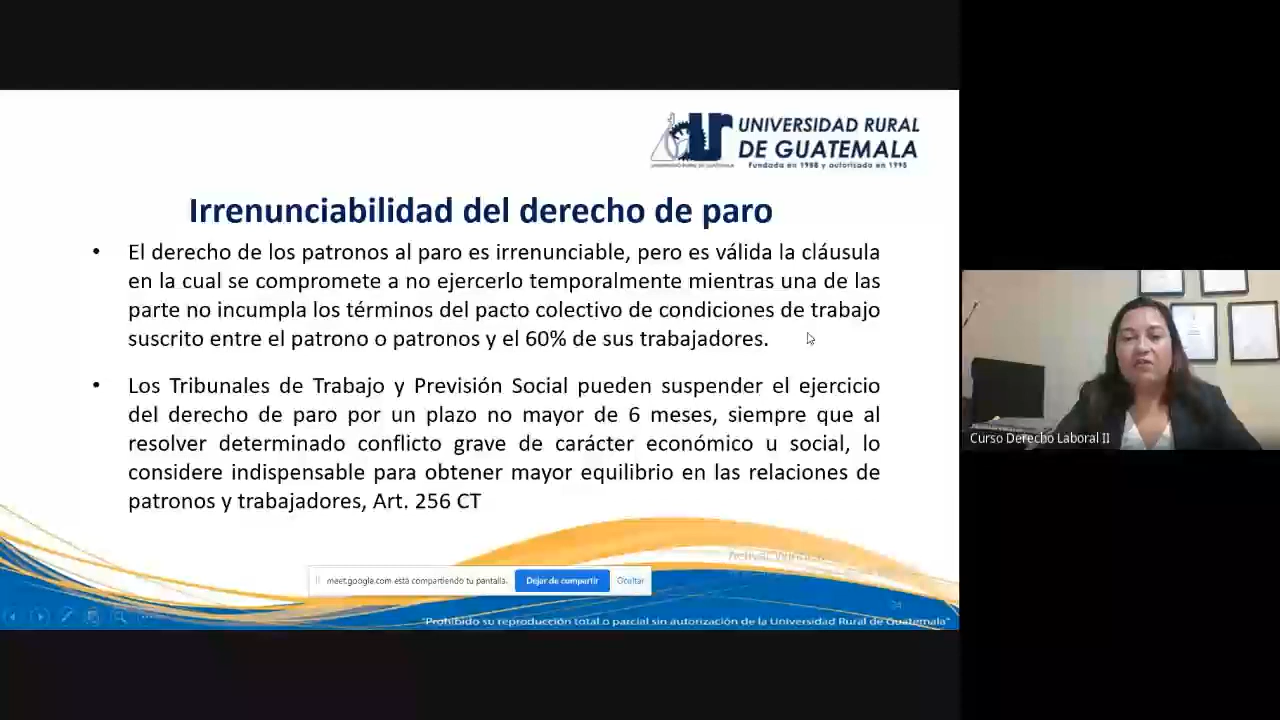 UNIVERSIDAD RURAL
DE GUATEMALA
Fundada en 1988 y autorizada en 1995
Irrenunciabilidad del derecho de paro
• El derecho de los patronos al paro es irrenunciable, pero es válida la cláusula
en la cual se compromete a no ejercerlo temporalmente mientras una de las
parte no incumpla los términos del pacto colectivo de condiciones de trabajo
suscrito entre el patrono o patronos y el 60% de sus trabajadores.
• Los Tribunales de Trabajo y Previsión Social pueden suspender el ejercicio
del derecho de paro por un plazo no mayor de 6 meses, siempre que al
resolver determinado conflicto grave de carácter económico u social, lo
considere indispensable para obtener mayor equilibrio en las relaciones de
patronos y trabajadores, Art. 256 CT
Curso Derecho Laboral II
Activar Windows
meet.google.com está compartiendo tu pantalla. Dejar de compartir Ocultar
34
"Prohibido su reproducción total o parcial sin autorización de la Universidad Rural de Guatemala"